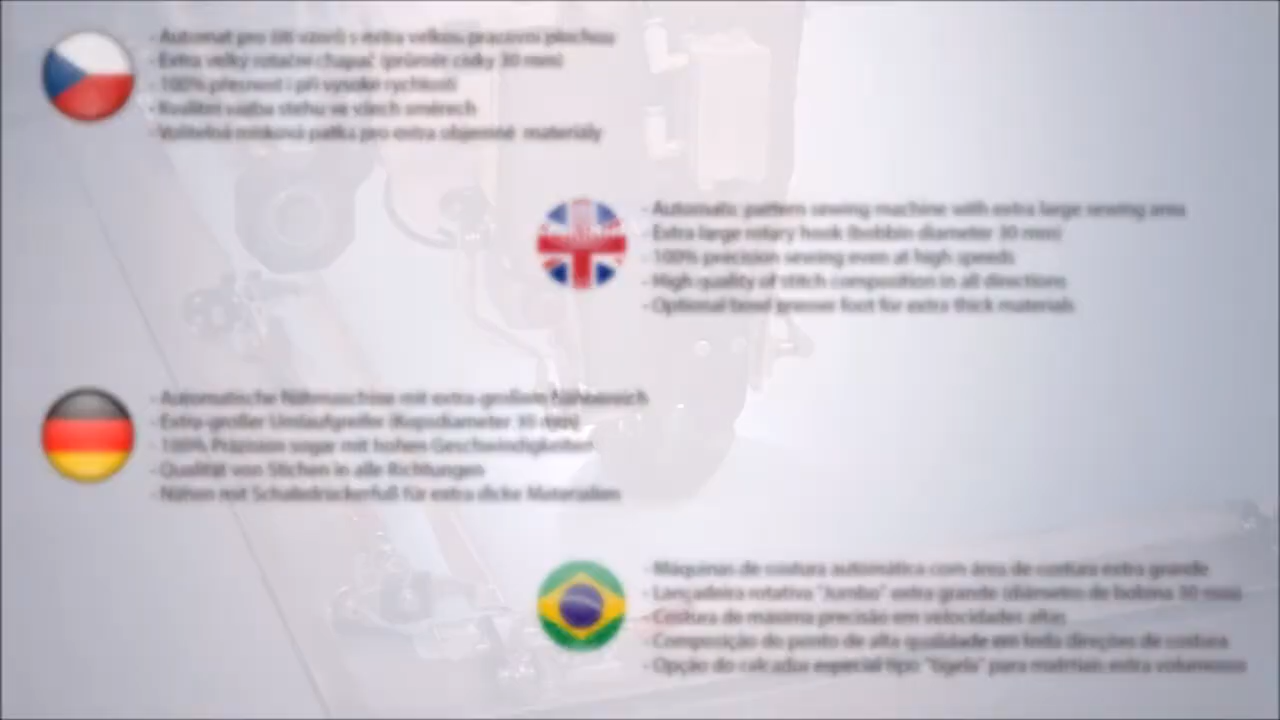 - Automat pro šití vzorů s extra velkou pracovní plochou
- Extra velký rotační chapač (průměr cívky 30 mm)
- 100% přesnost i při vysoké rychlosti
- Kvalitní vazba stehu ve všech směrech
- Volitelná misková patka pro extra objemné materiály
- Automatic pattern sewing machine with extra large sewing area
- Extra large rotary hook (bobbin diameter 30 mm)
- 100% precision sewing even at high speeds
- High quality of stitch composition in all directions
- Optional bowl presser foot for extra thick materials
- Automatische Nähmaschine mit extra-großem Nähbereich
- Extra-großer Umlaufgreifer (Kopsdiameter 30 mm)
- 100% Präzision sogar mit hohen Geschwindigkeiten
- Qualität von Stichen in alle Richtungen
- Nähen mit Schaledrückerfuß für extra dicke Materialien
- Máquinas de costura automática com área de costura extra grande
- Lançadeira rotativa "Jumbo" extra grande (diâmetro de bobina 30 mm)
- Costura de máxima precisão em velocidades altas
- Composição do ponto de alta qualidade em toda direções de costura
- Opção do calcador especial tipo "tigela" para matriais extra volumosos